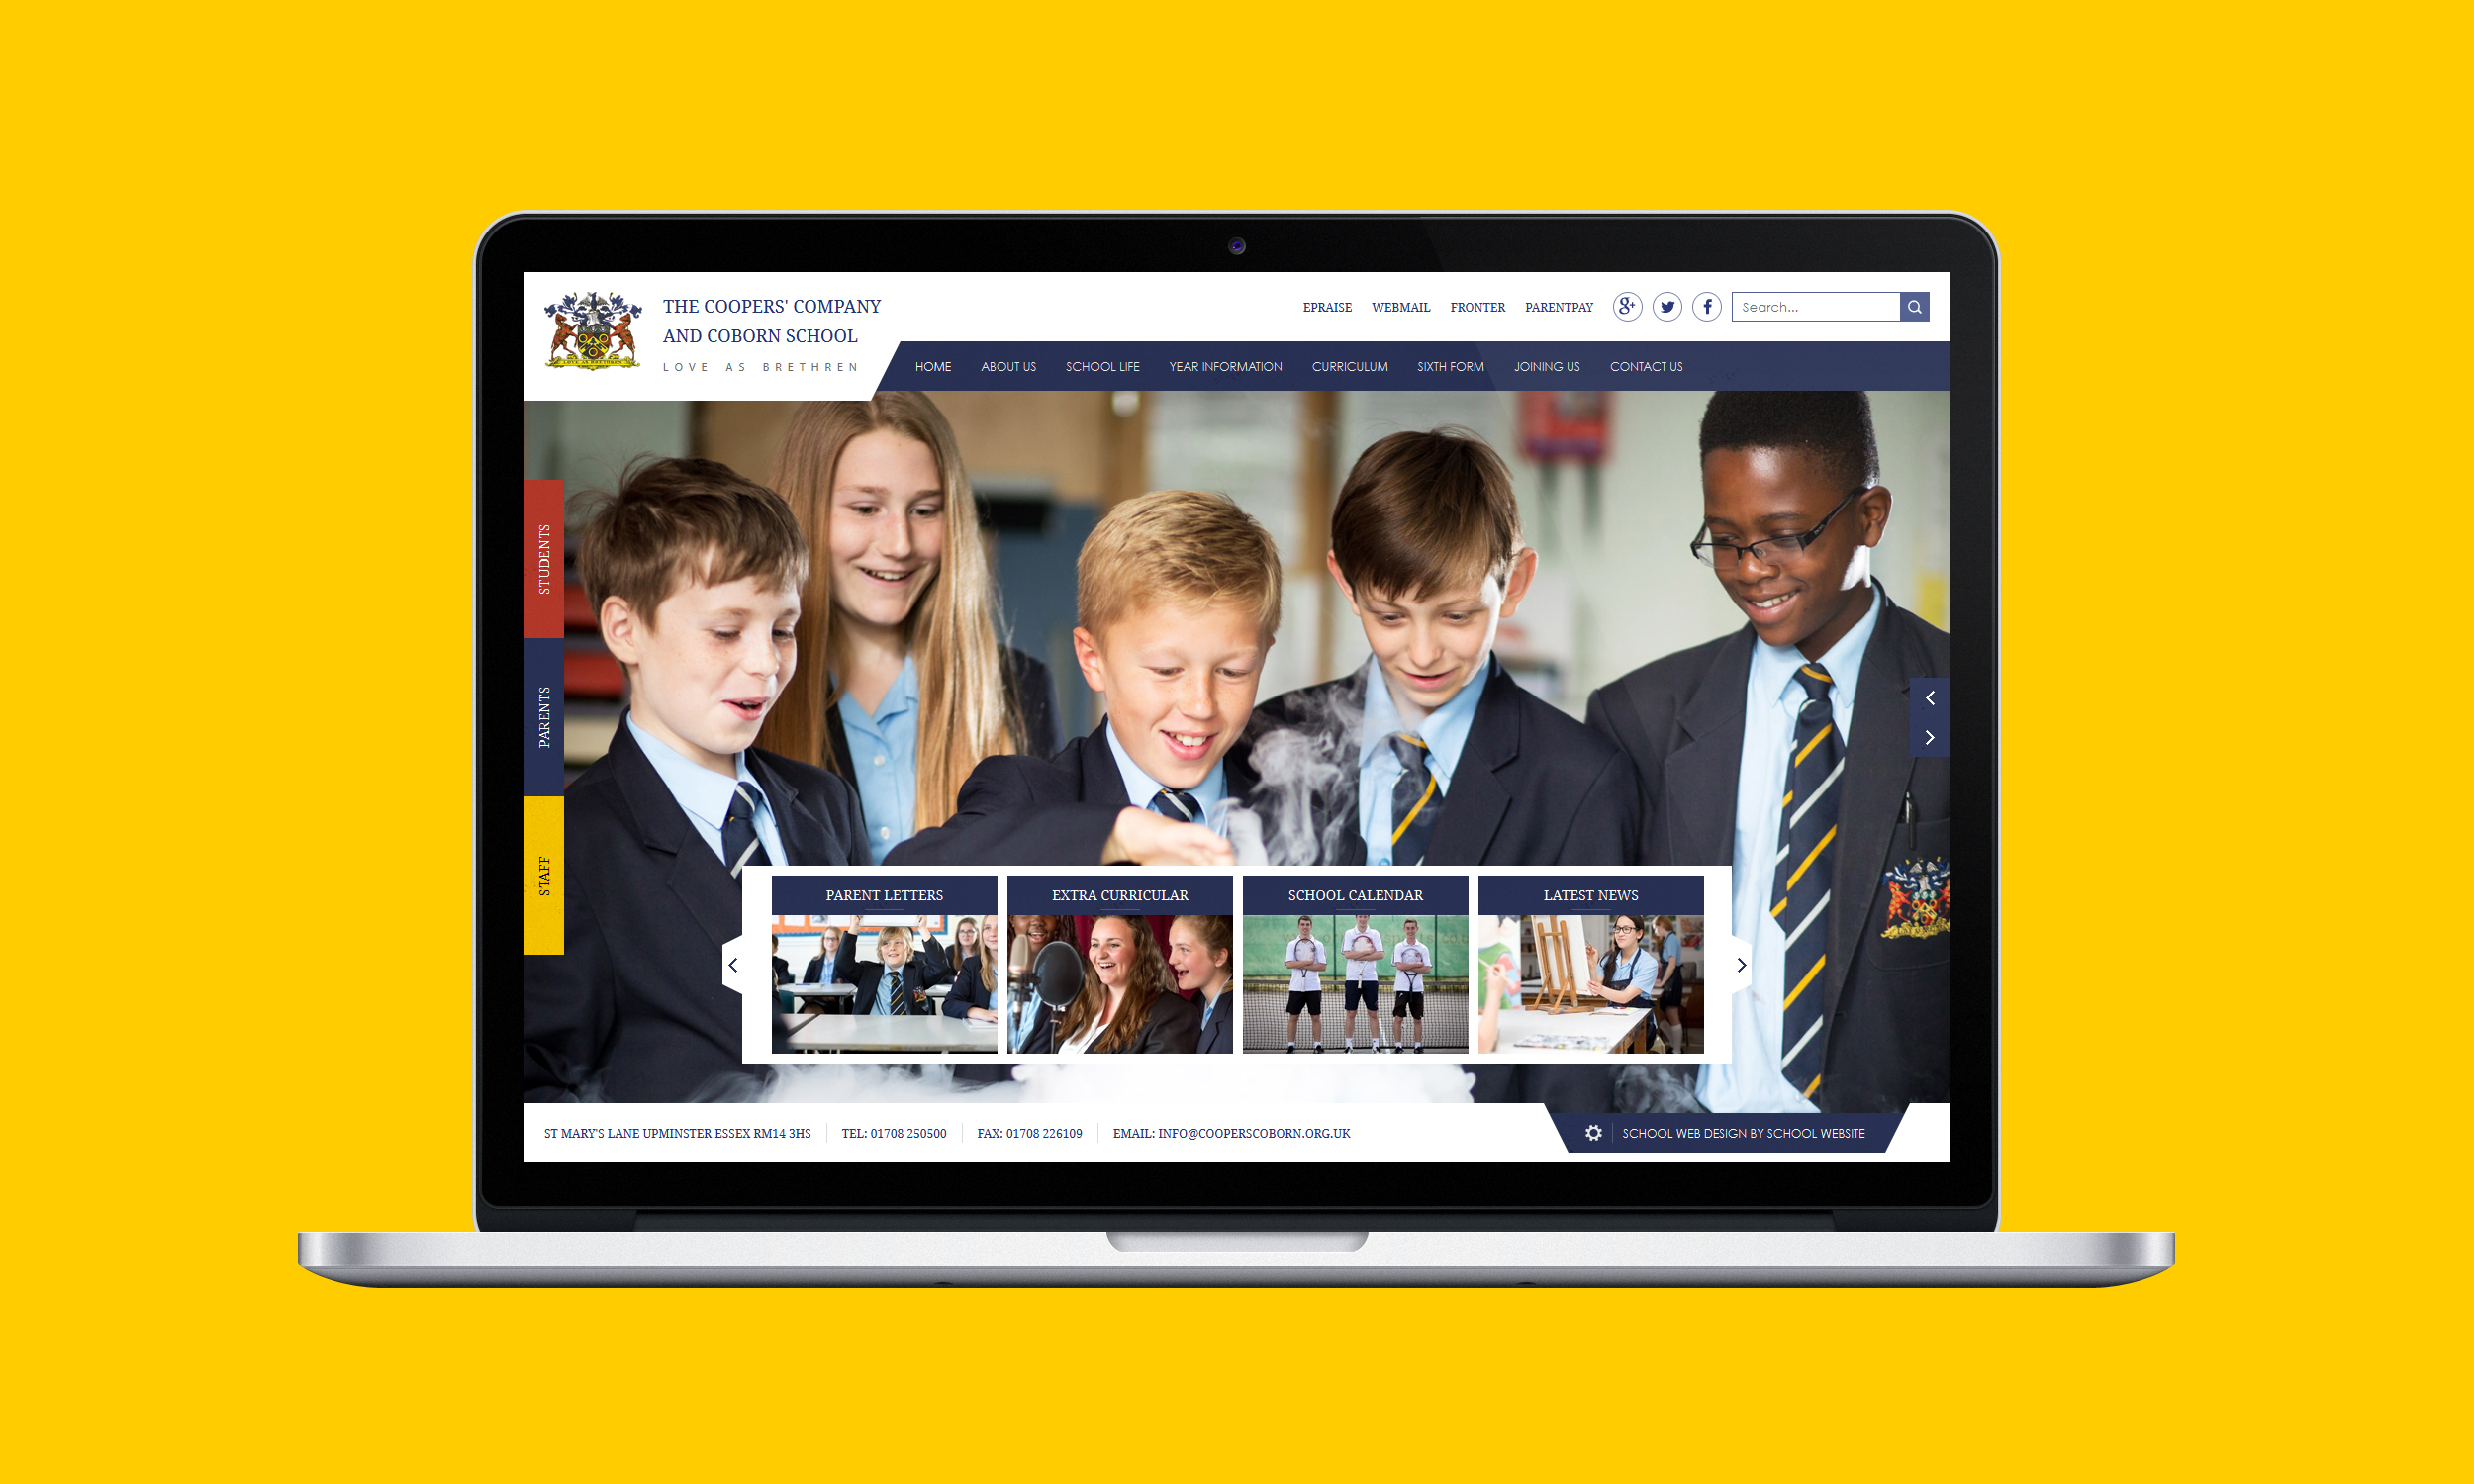 THE COOPERS' COMPANY
AND COBORN SCHOOL
LOVE AS BRETHREN
EPRAISE WEBMAIL FRONTER PARENTPAY g+ f Search...
HOME ABOUT US SCHOOL LIFE YEAR INFORMATION CURRICULUM SIXTH FORM JOINING US CONTACT US
STUDENTS
PARENTS
STAFF
PARENT LETTERS EXTRA CURRICULAR SCHOOL CALENDAR LATEST NEWS
ST MARY'S LANE UPMINSTER ESSEX RM14 3HS TEL: 01708 250500 FAX: 01708 226109 EMAIL: INFO@COOPERSCOBORN.ORG.UK
SCHOOL WEB DESIGN BY SCHOOL WEBSITE